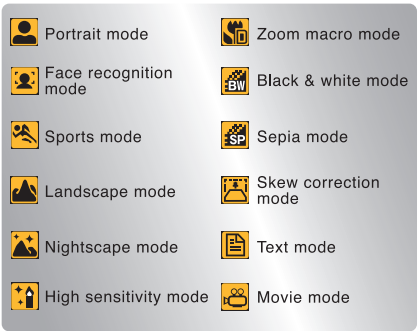 Portrait mode
Face recognition
mode
Sports mode
Landscape mode
Nightscape mode
High sensitivity mode
Zoom macro mode
BW
Black & white mode
SP
Sepia mode
Skew correction
mode
Text mode
Movie mode